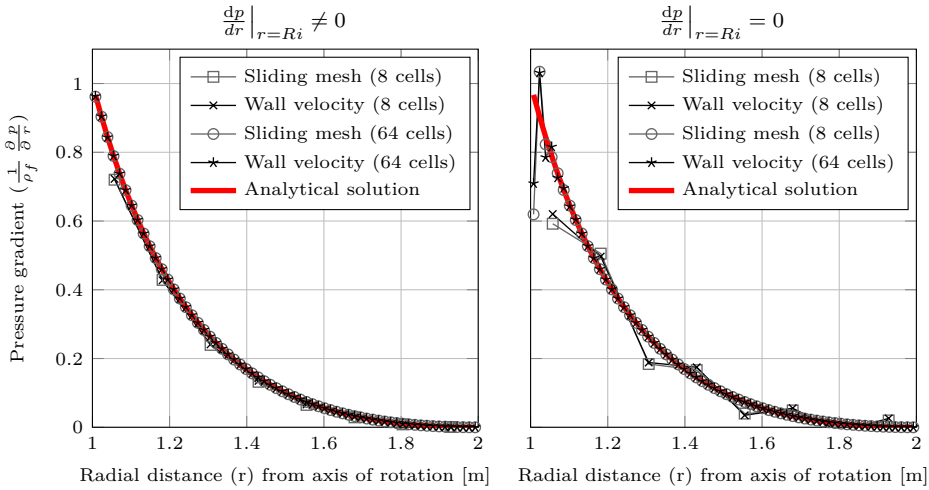 dp/dr|r=Ri ≠ 0
Pressure gradient (1/ρf ∂p/∂r)
1
0.8
0.6
0.4
0.2
0
Sliding mesh (8 cells)
Wall velocity (8 cells)
Sliding mesh (64 cells)
Wall velocity (64 cells)
Analytical solution
1 1.2 1.4 1.6 1.8 2
Radial distance (r) from axis of rotation [m]
dp/dr|r=Ri = 0
Sliding mesh (8 cells)
Wall velocity (8 cells)
Sliding mesh (8 cells)
Wall velocity (64 cells)
Analytical solution
1 1.2 1.4 1.6 1.8 2
Radial distance (r) from axis of rotation [m]